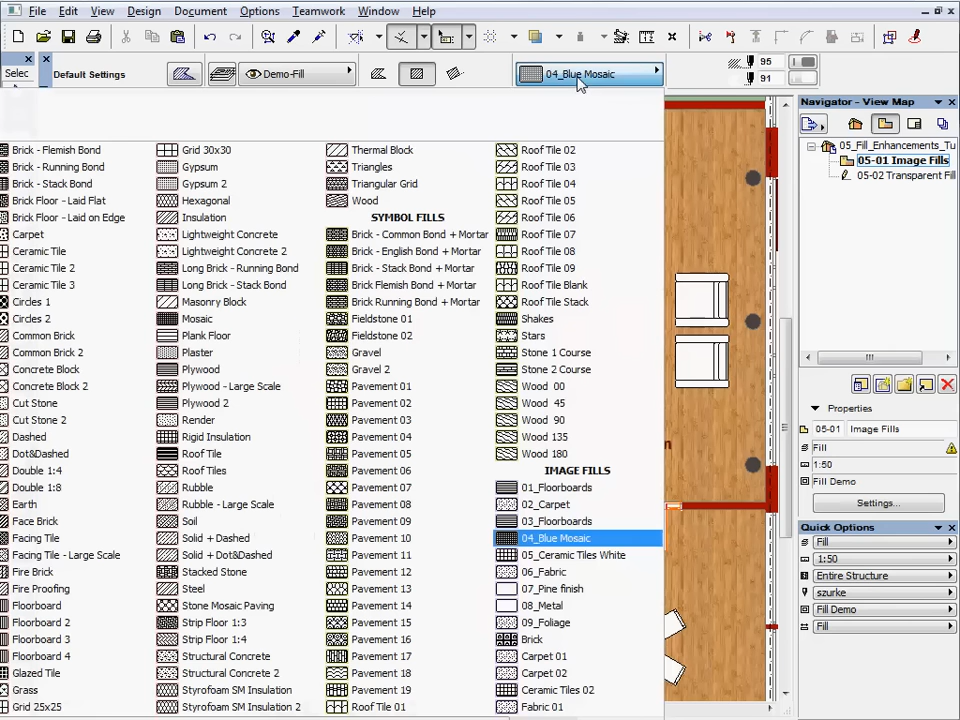 File Edit View Design Document Options Teamwork Window Help
Selec
Default Settings
Demo-Fill
04_Blue Mosaic
95
91
Brick - Flemish Bond
Brick - Running Bond
Brick - Stack Bond
Brick Floor - Laid Flat
Brick Floor - Laid on Edge
Carpet
Ceramic Tile
Ceramic Tile 2
Ceramic Tile 3
Circles 1
Circles 2
Common Brick
Common Brick 2
Concrete Block
Concrete Block 2
Cut Stone
Cut Stone 2
Dashed
Dot&Dashed
Double 1:4
Double 1:8
Earth
Face Brick
Facing Tile
Facing Tile - Large Scale
Fire Brick
Fire Proofing
Floorboard
Floorboard 2
Floorboard 3
Floorboard 4
Glazed Tile
Grass
Grid 25x25
Grid 30x30
Gypsum
Gypsum 2
Hexagonal
Insulation
Lightweight Concrete
Lightweight Concrete 2
Long Brick - Running Bond
Long Brick - Stack Bond
Masonry Block
Mosaic
Plank Floor
Plaster
Plywood
Plywood - Large Scale
Plywood 2
Render
Rigid Insulation
Roof Tile
Roof Tiles
Rubble
Rubble - Large Scale
Soil
Solid + Dashed
Solid + Dot&Dashed
Stacked Stone
Steel
Stone Mosaic Paving
Strip Floor 1:3
Strip Floor 1:4
Structural Concrete
Structural Concrete 2
Styrofoam SM Insulation
Styrofoam SM Insulation 2
Thermal Block
Triangles
Triangular Grid
Wood
SYMBOL FILLS
Brick - Common Bond + Mortar
Brick - English Bond + Mortar
Brick - Stack Bond + Mortar
Brick Flemish Bond + Mortar
Brick Running Bond + Mortar
Fieldstone 01
Fieldstone 02
Gravel
Gravel 2
Pavement 01
Pavement 02
Pavement 03
Pavement 04
Pavement 05
Pavement 06
Pavement 07
Pavement 08
Pavement 09
Pavement 10
Pavement 11
Pavement 12
Pavement 13
Pavement 14
Pavement 15
Pavement 16
Pavement 17
Pavement 18
Pavement 19
Roof Tile 01
Roof Tile 02
Roof Tile 03
Roof Tile 04
Roof Tile 05
Roof Tile 06
Roof Tile 07
Roof Tile 08
Roof Tile 09
Roof Tile Blank
Roof Tile Stack
Shakes
Stars
Stone 1 Course
Stone 2 Course
Wood 00
Wood 45
Wood 90
Wood 135
Wood 180
IMAGE FILLS
01_Floorboards
02_Carpet
03_Floorboards
04_Blue Mosaic
05_Ceramic Tiles White
06_Fabric
07_Pine finish
08_Metal
09_Foliage
Brick
Carpet 01
Carpet 02
Ceramic Tiles 02
Fabric 01
Navigator - View Map
05_Fill_Enhancements_Tu
05-01 Image Fills
05-02 Transparent Fil
Properties
05-01 Image Fills
Fill
1:50
Fill Demo
Settings...
Quick Options
Fill
1:50
Entire Structure
szurke
Fill Demo
Fill